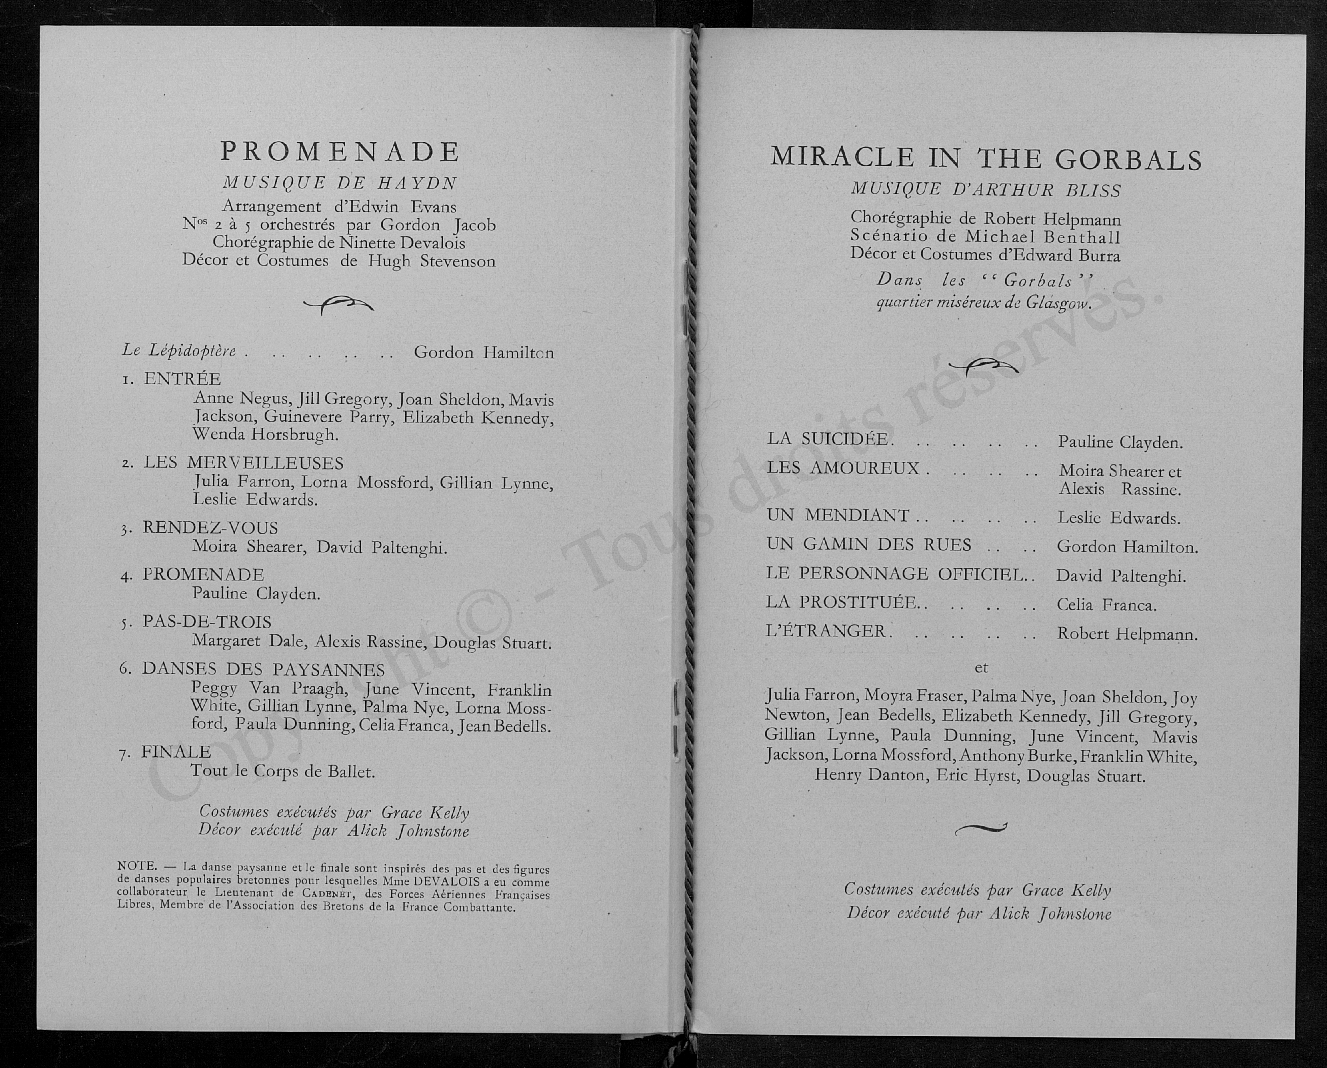 PROMENADE
MUSIQUE DE HAYDN
Arrangement d'Edwin Evans
Nos 2 à 5 orchestrés par Gordon Jacob
Chorégraphie de Ninette Devalois
Décor et Costumes de Hugh Stevenson
Le Lépidoptère . .. .. .. .. Gordon Hamilton
1. ENTRÉE
Anne Negus, Jill Gregory, Joan Sheldon, Mavis
Jackson, Guinevere Parry, Elizabeth Kennedy,
Wenda Horsbrugh.
2. LES MERVEILLEUSES
Julia Farron, Lorna Mossford, Gillian Lynne,
Leslie Edwards.
3. RENDEZ-VOUS
Moira Shearer, David Paltenghi.
4. PROMENADE
Pauline Clayden.
5. PAS-DE-TROIS
Margaret Dale, Alexis Rassine, Douglas Stuart.
6. DANSES DES PAYSANNES
Peggy Van Praagh, June Vincent, Franklin
White, Gillian Lynne, Palma Nye, Lorna Moss-
ford, Paula Dunning, Celia Franca, Jean Bedells.
7. FINALE
Tout le Corps de Ballet.
Costumes exécutés par Grace Kelly
Décor exécuté par Alick Johnstone
NOTE. — La danse paysanne et le finale sont inspirés des pas et des figures
de danses populaires bretonnes pour lesquelles Mme DEVALOIS a eu comme
collaborateur le Lieutenant de CADENET, des Forces Aériennes Françaises
Libres, Membre de l'Association des Bretons de la France Combattante.
MIRACLE IN THE GORBALS
MUSIQUE D'ARTHUR BLISS
Chorégraphie de Robert Helpmann
Scénario de Michael Benthall
Décor et Costumes d'Edward Burra
Dans les "Gorbals"
quartier miséreux de Glasgow.
LA SUICIDÉE. .. .. .. .. Pauline Clayden.
LES AMOUREUX . .. .. .. Moira Shearer et
Alexis Rassine.
UN MENDIANT .. .. .. .. Leslie Edwards.
UN GAMIN DES RUES .. .. Gordon Hamilton.
LE PERSONNAGE OFFICIEL.. David Paltenghi.
LA PROSTITUÉE.. .. .. .. Celia Franca.
L'ÉTRANGER. .. .. .. .. Robert Helpmann.
et
Julia Farron, Moyra Fraser, Palma Nye, Joan Sheldon, Joy
Newton, Jean Bedells, Elizabeth Kennedy, Jill Gregory,
Gillian Lynne, Paula Dunning, June Vincent, Mavis
Jackson, Lorna Mossford, Anthony Burke, Franklin White,
Henry Danton, Eric Hyrst, Douglas Stuart.
Costumes exécutés par Grace Kelly
Décor exécuté par Alick Johnstone
Copyright © - Tous droits réservés.